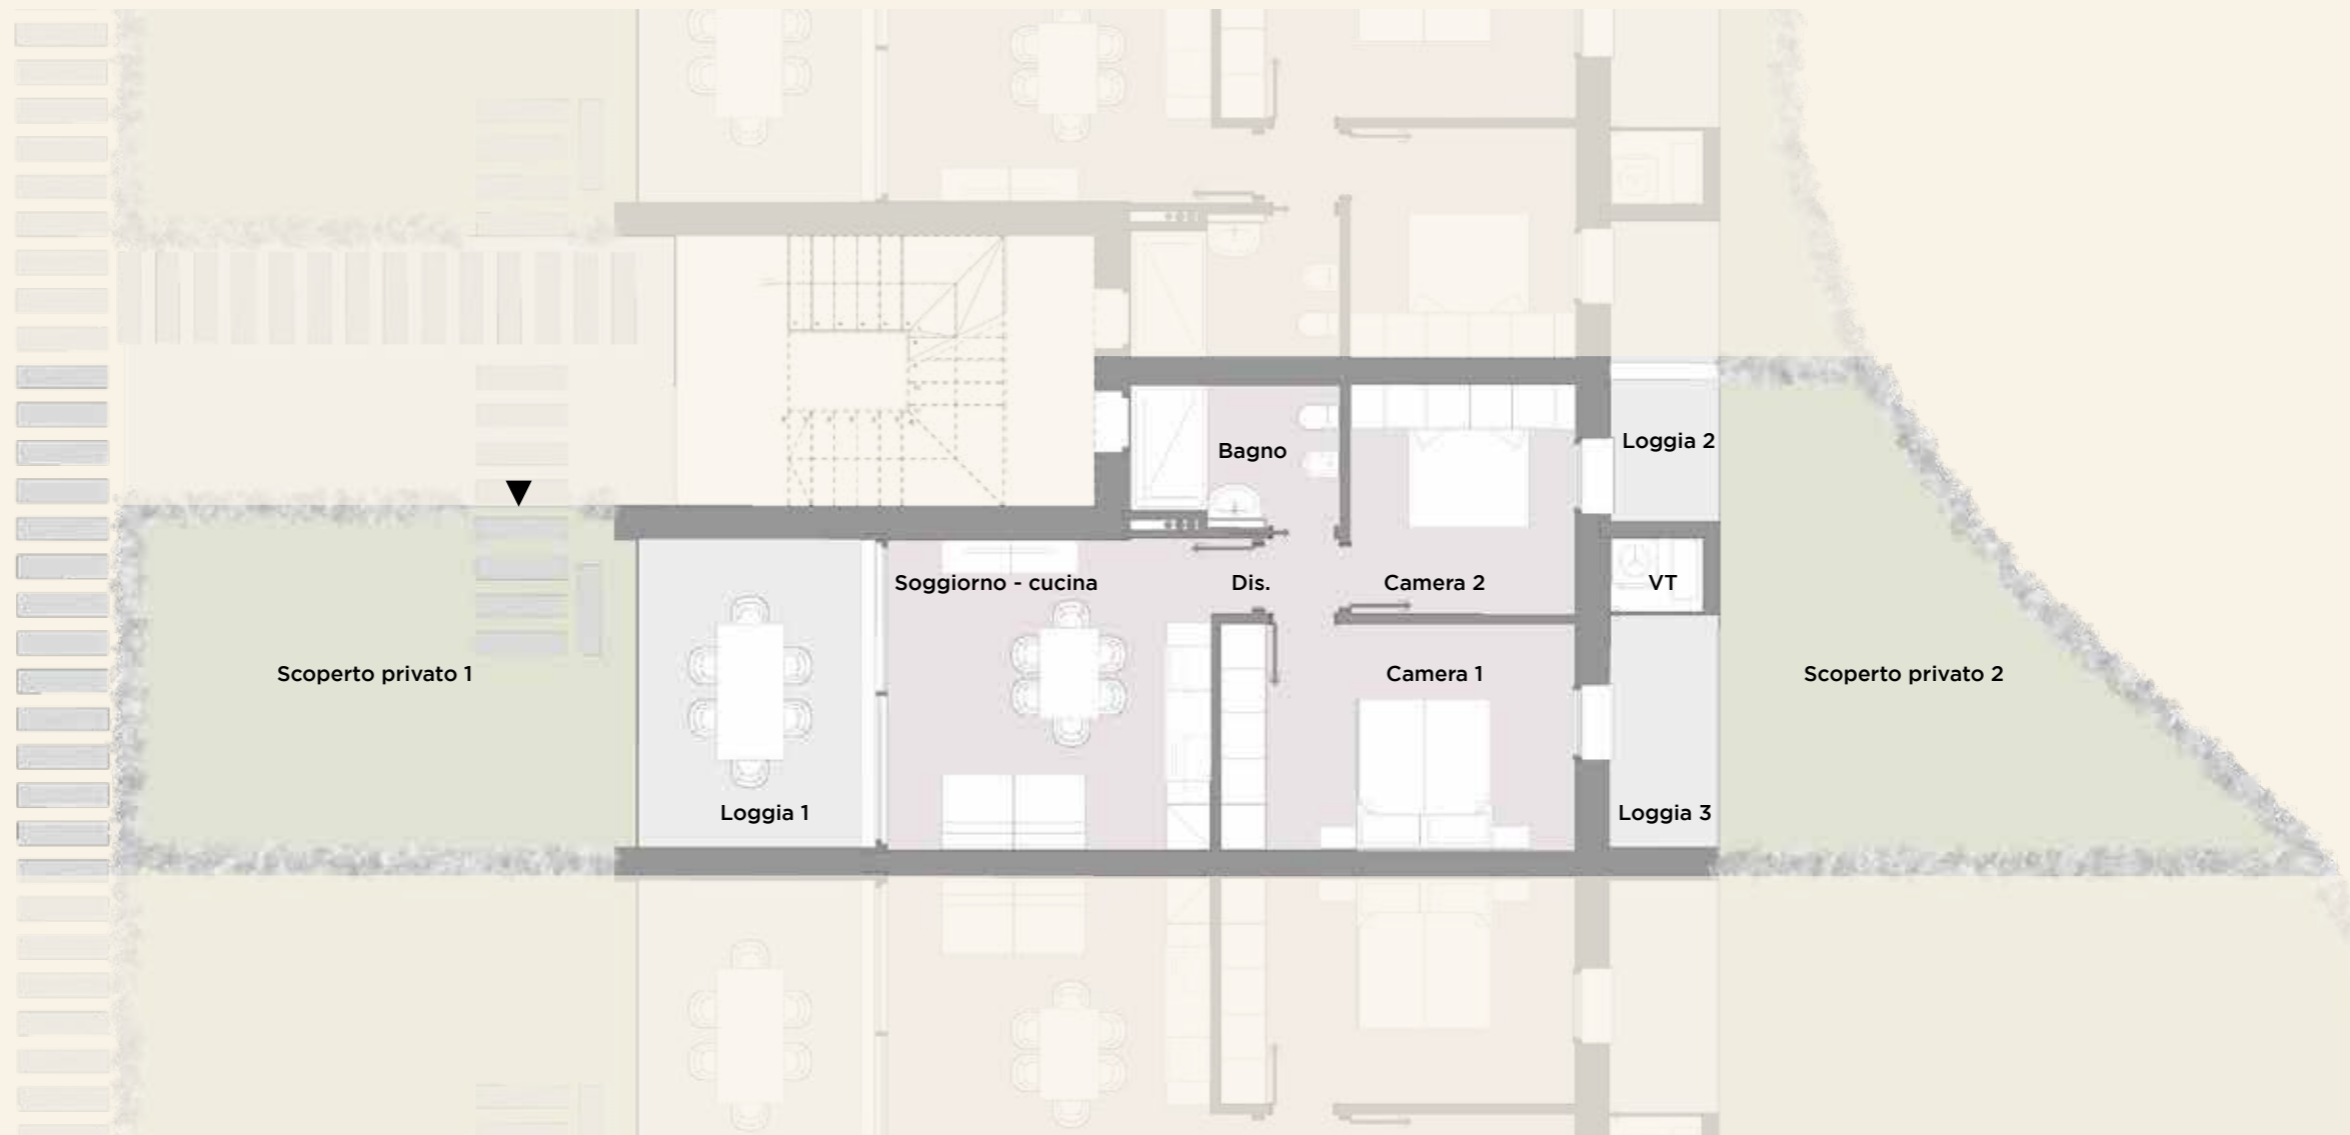 Loggia 2
Bagno
Soggiorno - cucina
Dis.
Camera 2
VT
Scoperto privato 1
Camera 1
Scoperto privato 2
Loggia 1
Loggia 3